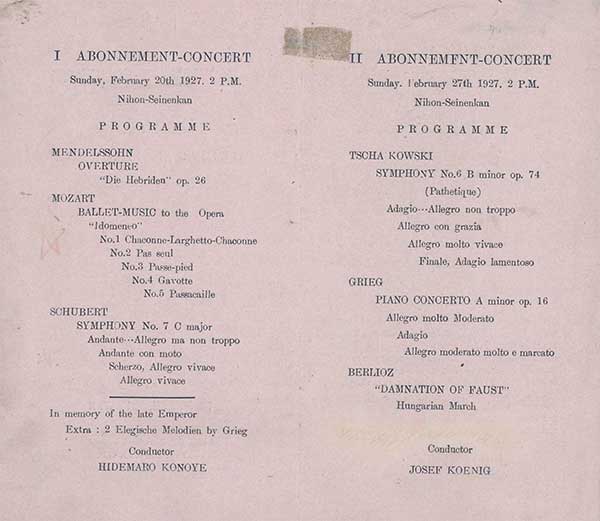 I ABONNEMENT-CONCERT
Sunday, February 20th 1927. 2 P.M.
Nihon-Seinenkan
PROGRAMME
MENDELSSOHN
OVERTURE
"Die Hebriden" op. 26
MOZART
BALLET-MUSIC to the Opera
"Idomeneo"
No.1 Chaconne-Larghetto-Chaconne
No.2 Pas seul
No.3 Passe-pied
No.4 Gavotte
No.5 Passacaille
SCHUBERT
SYMPHONY No. 7 C major
Andante---Allegro ma non troppo
Andante con moto
Scherzo, Allegro vivace
Allegro vivace
In memory of the late Emperor
Extra : 2 Elegische Melodien by Grieg
Conductor
HIDEMARO KONOYE
II ABONNEMENT-CONCERT
Sunday. February 27th 1927. 2 P.M.
Nihon-Seinenkan
PROGRAMME
TSCHA KOWSKI
SYMPHONY No.6 B minor op. 74
(Pathetique)
Adagio---Allegro non troppo
Allegro con grazia
Allegro molto vivace
Finale, Adagio lamentoso
GRIEG
PIANO CONCERTO A minor op. 16
Allegro molto Moderato
Adagio
Allegro moderato molto e marcato
BERLIOZ
"DAMNATION OF FAUST"
Hungarian March
Conductor
JOSEF KOENIG